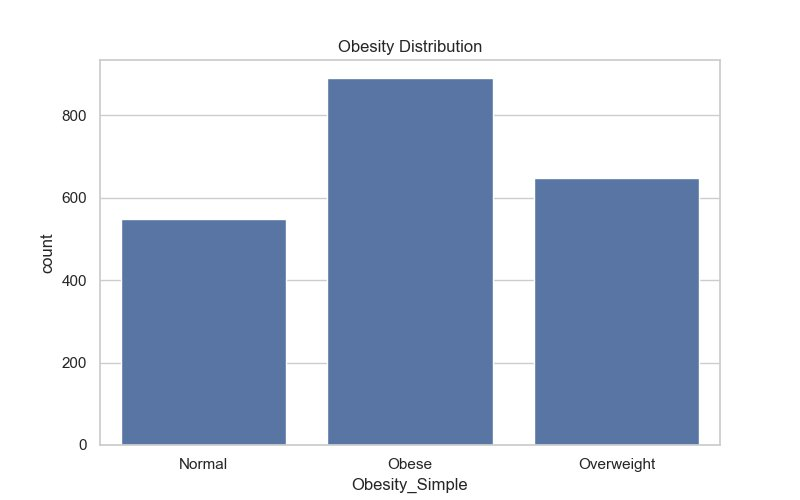 Obesity Distribution
800
600
400
200
0
count
Normal Obese Overweight
Obesity_Simple